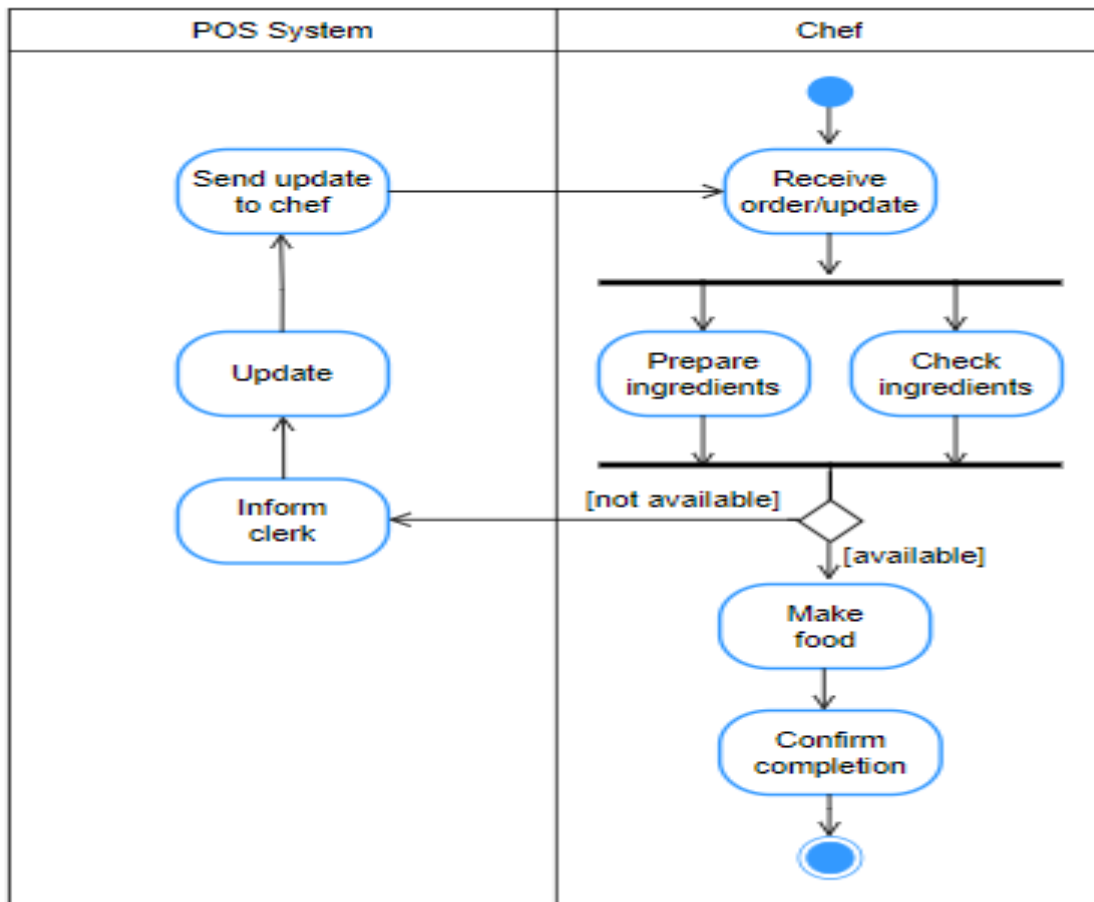 POS System
Chef
Send update
to chef
Receive
order/update
Update
Prepare
ingredients
Check
ingredients
Inform
clerk
[not available]
[available]
Make
food
Confirm
completion